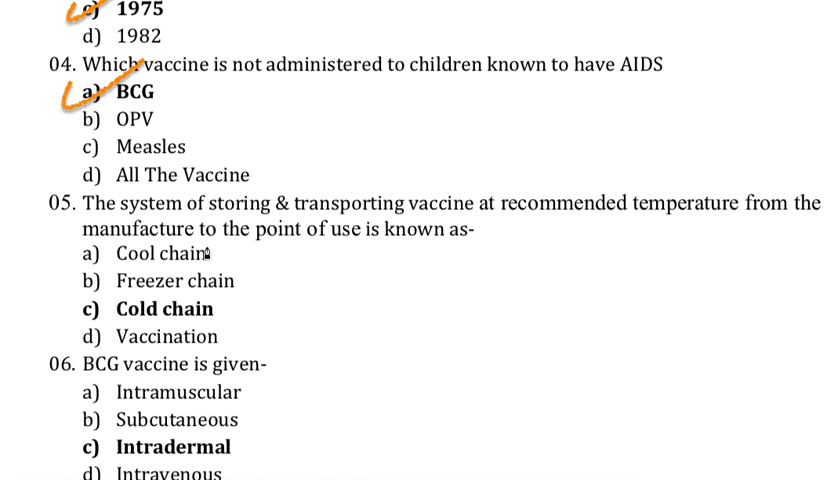 c) 1975
d) 1982
04. Which vaccine is not administered to children known to have AIDS
a) BCG
b) OPV
c) Measles
d) All The Vaccine
05. The system of storing & transporting vaccine at recommended temperature from the
manufacture to the point of use is known as-
a) Cool chain
b) Freezer chain
c) Cold chain
d) Vaccination
06. BCG vaccine is given-
a) Intramuscular
b) Subcutaneous
c) Intradermal
d) Intravenous